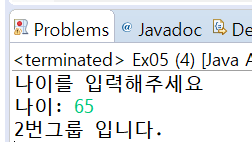 Problems @ Javadoc De
<terminated> Ex05 (4) [Java A
나이를 입력해주세요
나이: 65
2번그룹 입니다.